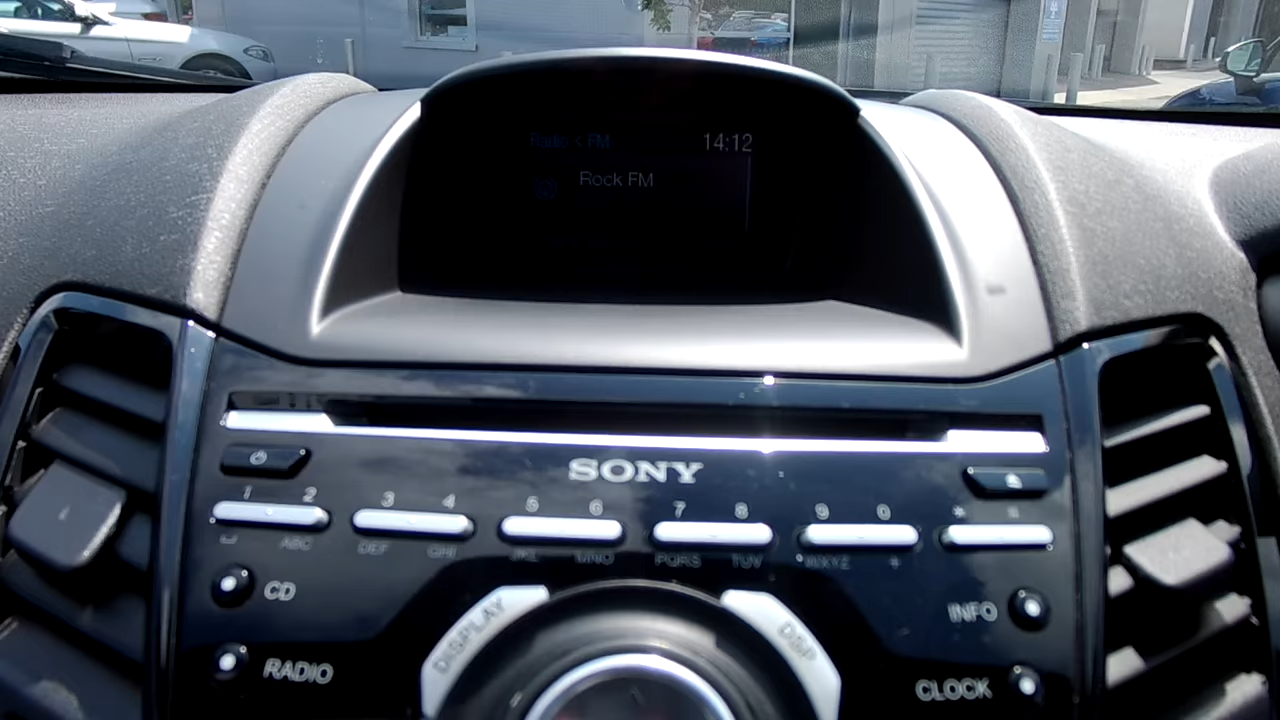 Radio < FM 14:12
Rock FM
SONY
1 2 3 4 5 6 7 8 9 0 *
ABC DEF GHI JKL MNO PQRS TUV WXYZ +
CD
INFO
DISPLAY
DSP
RADIO
CLOCK